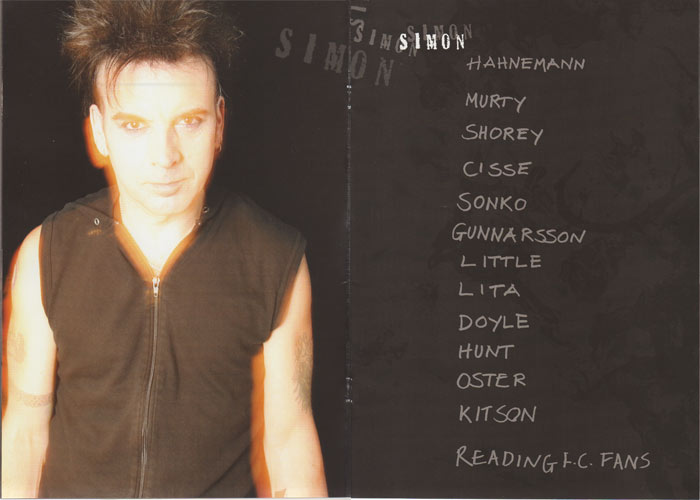 SIMON
SIMON
SIMON
SIMON
HAHNEMANN
MURTY
SHOREY
CISSE
SONKO
GUNNARSSON
LITTLE
LITA
DOYLE
HUNT
OSTER
KITSON
READING F.C. FANS